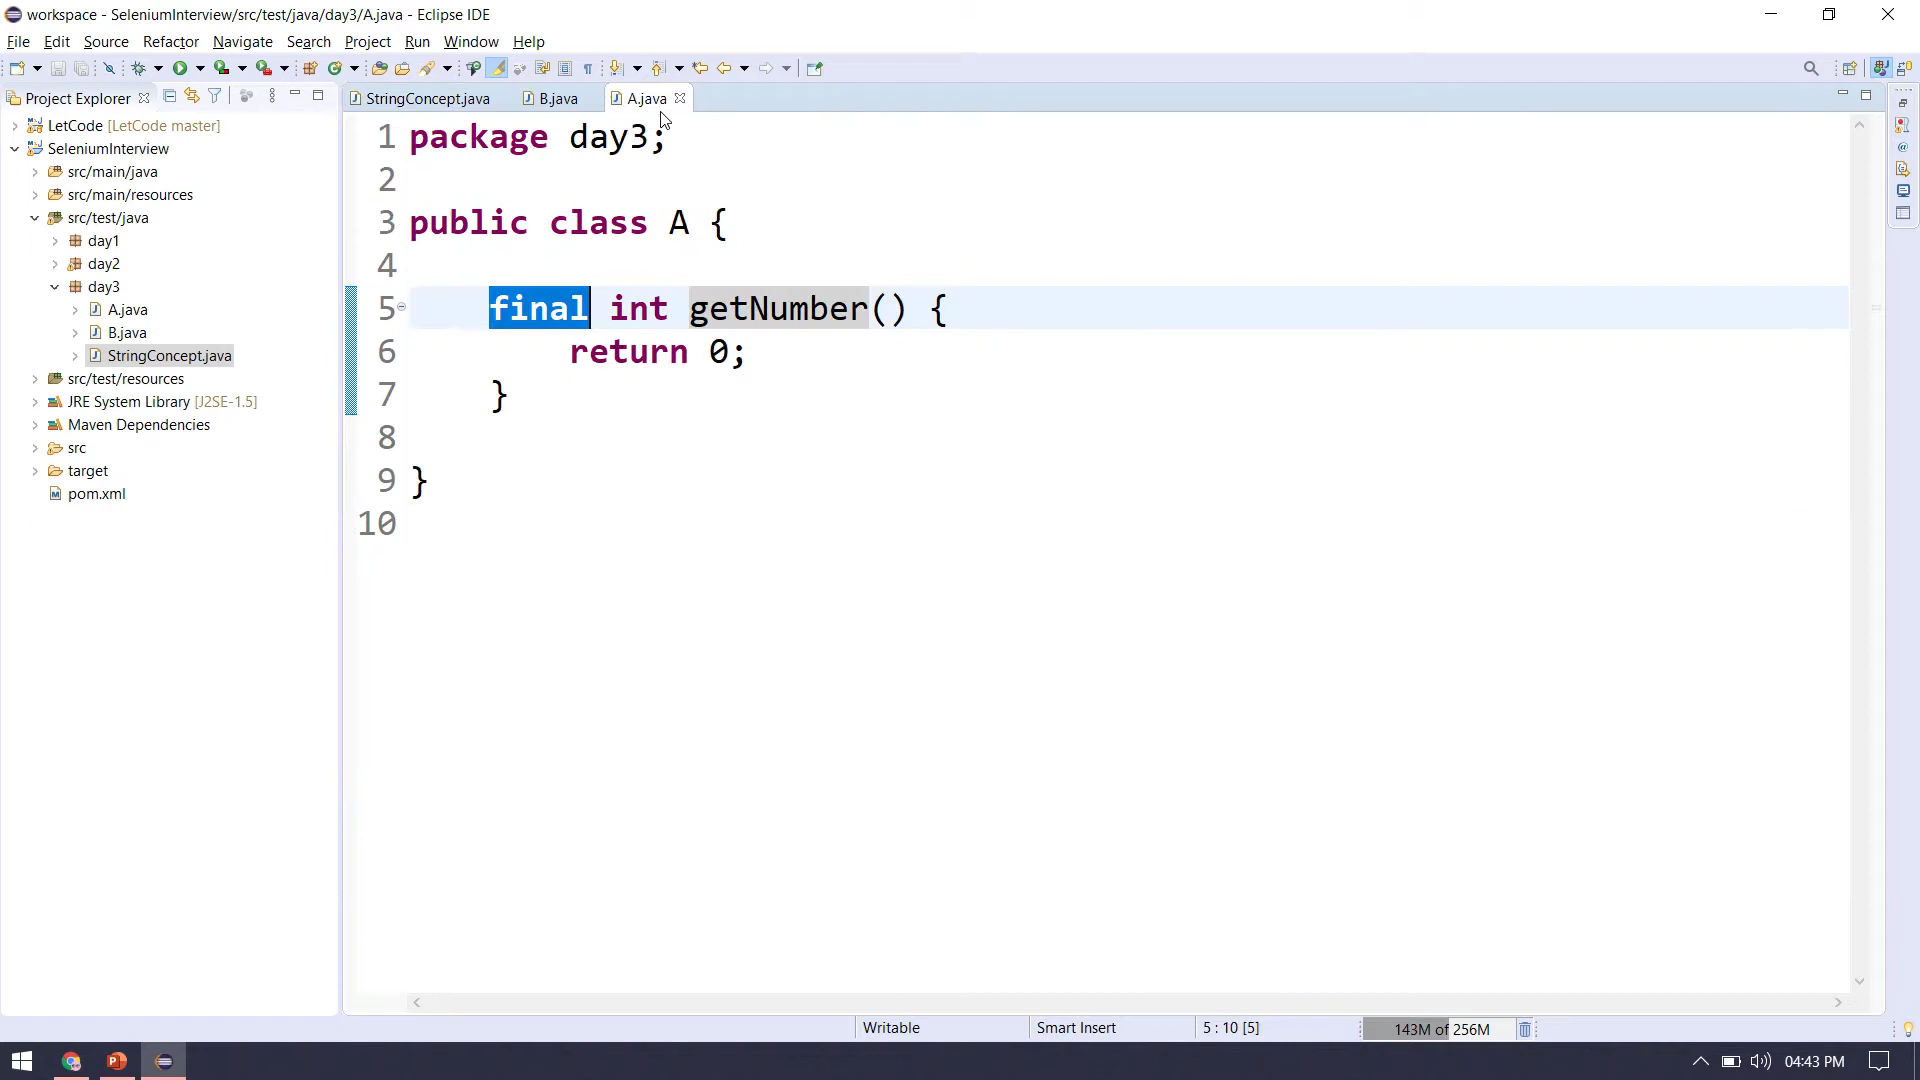 workspace - SeleniumInterview/src/test/java/day3/A.java - Eclipse IDE
File Edit Source Refactor Navigate Search Project Run Window Help
Project Explorer
StringConcept.java B.java A.java
LetCode [LetCode master]
SeleniumInterview
src/main/java
src/main/resources
src/test/java
day1
day2
day3
A.java
B.java
StringConcept.java
src/test/resources
JRE System Library [J2SE-1.5]
Maven Dependencies
src
target
pom.xml
1 package day3;
2
3 public class A {
4
5 final int getNumber() {
6 return 0;
7 }
8
9 }
10
Writable Smart Insert 5 : 10 [5] 143M of 256M
04:43 PM